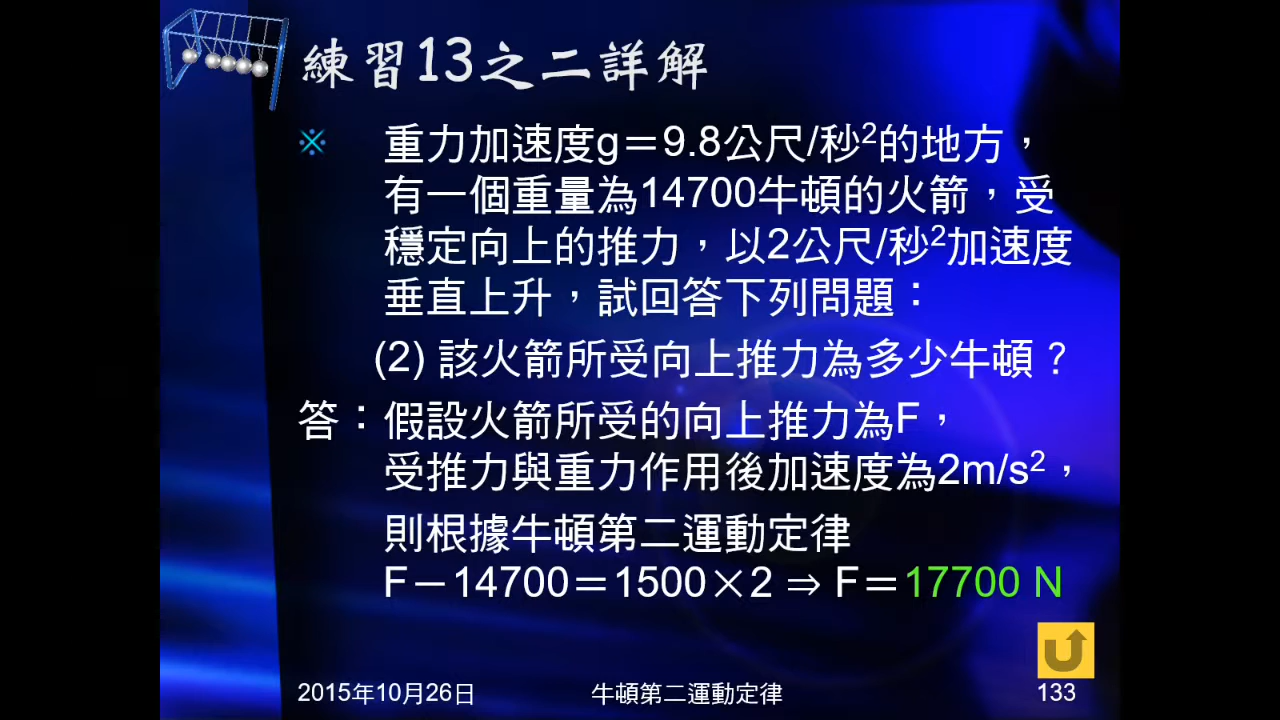 練習13之二詳解
※ 重力加速度g＝9.8公尺/秒²的地方，
有一個重量為14700牛頓的火箭，受
穩定向上的推力，以2公尺/秒²加速度
垂直上升，試回答下列問題：
(2) 該火箭所受向上推力為多少牛頓？
答：假設火箭所受的向上推力為F，
受推力與重力作用後加速度為2m/s²，
則根據牛頓第二運動定律
F－14700＝1500×2 ⇒ F＝17700 N
2015年10月26日 牛頓第二運動定律 133